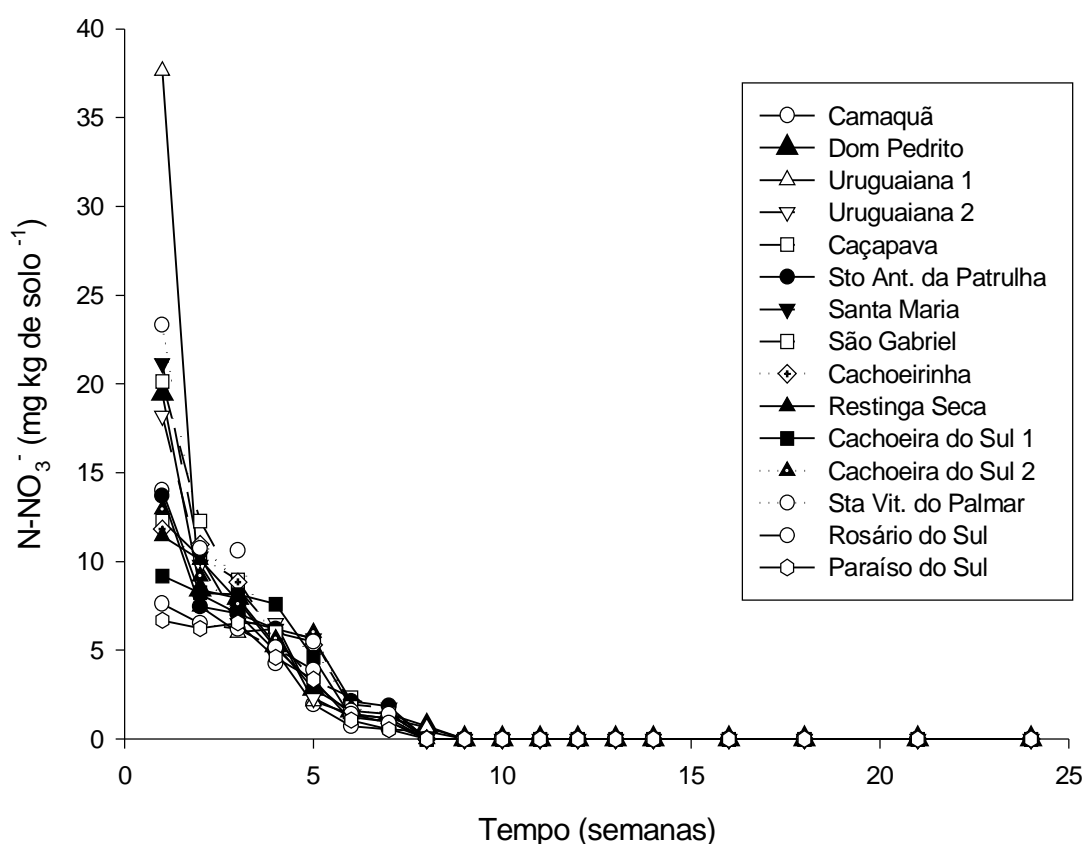 40
35
30
25
20
15
10
5
0
N-NO3- (mg kg de solo -1)
0 5 10 15 20 25
Tempo (semanas)
Camaquã
Dom Pedrito
Uruguaiana 1
Uruguaiana 2
Caçapava
Sto Ant. da Patrulha
Santa Maria
São Gabriel
Cachoeirinha
Restinga Seca
Cachoeira do Sul 1
Cachoeira do Sul 2
Sta Vit. do Palmar
Rosário do Sul
Paraíso do Sul